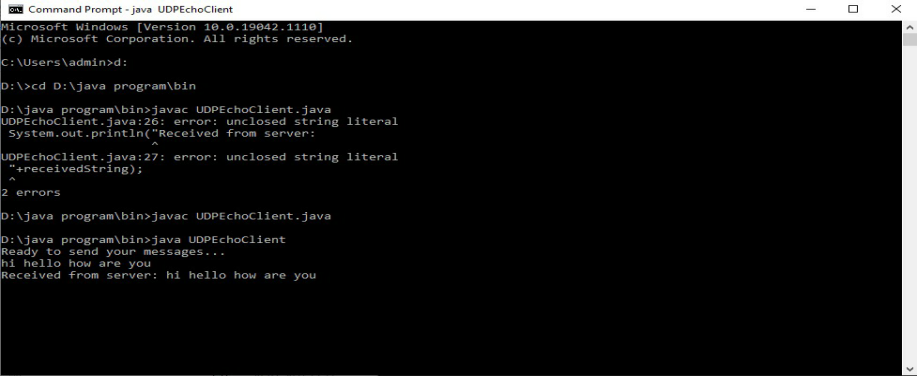 Command Prompt - java  UDPEchoClient
Microsoft Windows [Version 10.0.19042.1110]
(c) Microsoft Corporation. All rights reserved.
C:\Users\admin>d:
D:\>cd D:\java program\bin
D:\java program\bin>javac UDPEchoClient.java
UDPEchoClient.java:26: error: unclosed string literal
 System.out.println("Received from server:
                    ^
UDPEchoClient.java:27: error: unclosed string literal
 "+receivedString);
 ^
2 errors
D:\java program\bin>javac UDPEchoClient.java
D:\java program\bin>java UDPEchoClient
Ready to send your messages...
hi hello how are you
Received from server: hi hello how are you